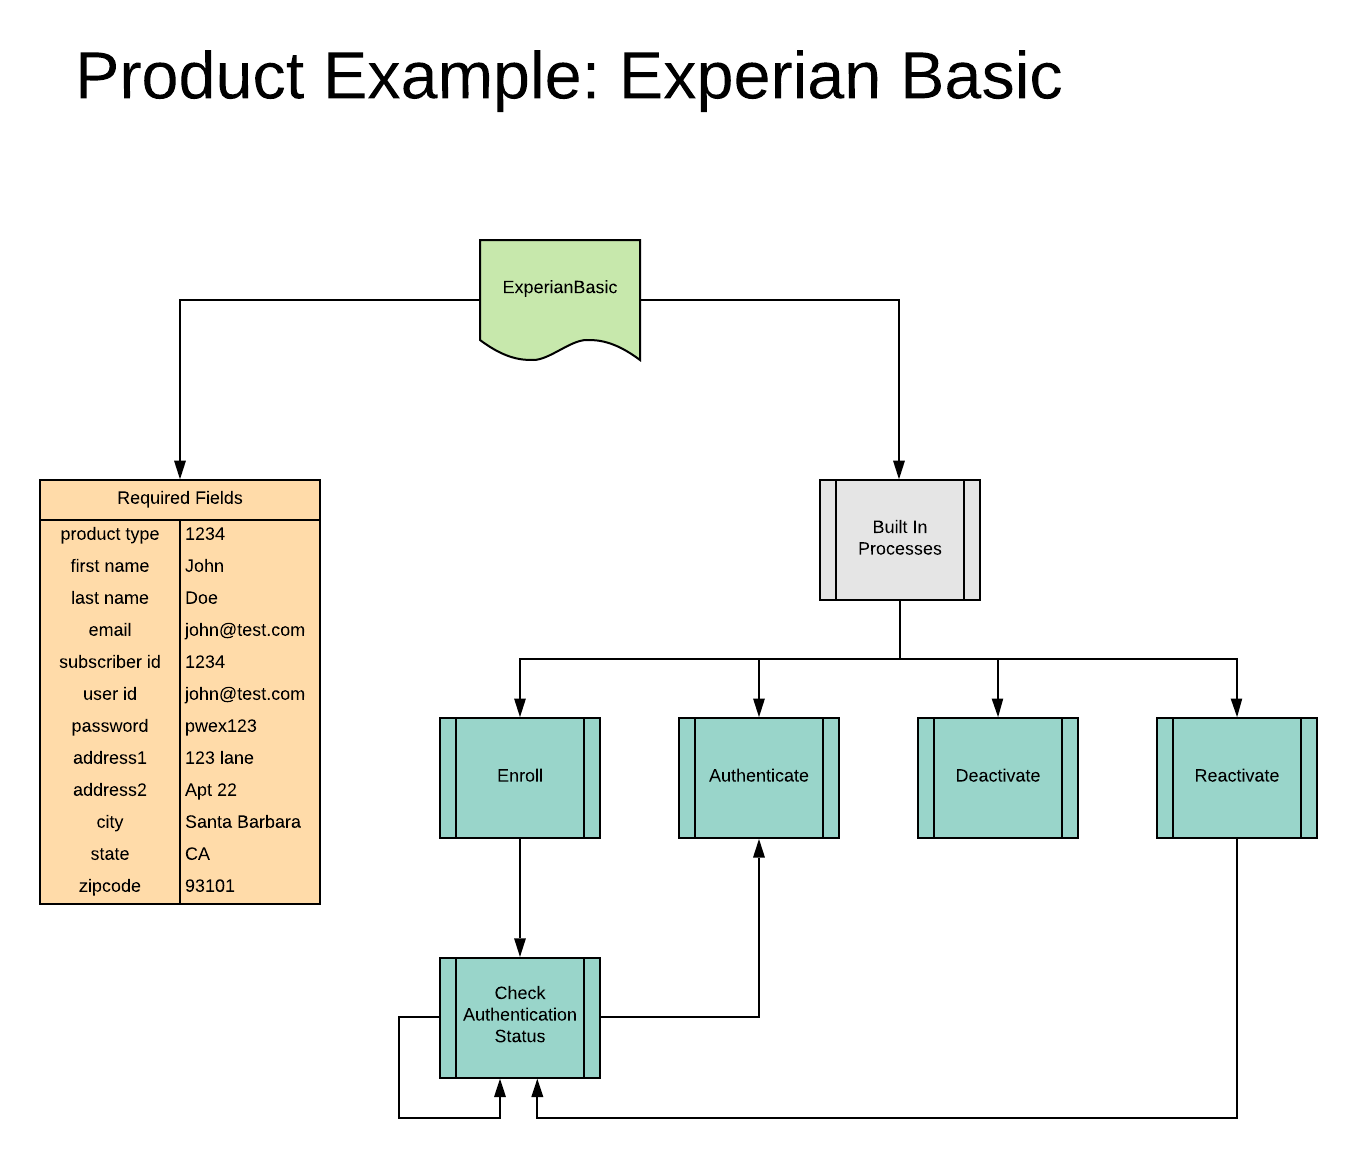 Product Example: Experian Basic
ExperianBasic
Required Fields
product type 1234
first name John
last name Doe
email john@test.com
subscriber id 1234
user id john@test.com
password pwex123
address1 123 lane
address2 Apt 22
city Santa Barbara
state CA
zipcode 93101
Built In
Processes
Enroll
Authenticate
Deactivate
Reactivate
Check
Authentication
Status